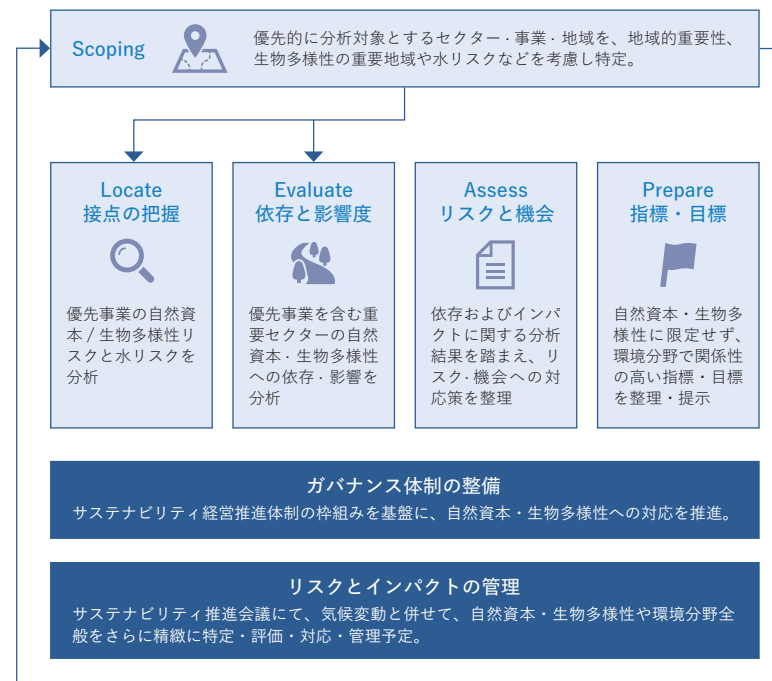 Scoping
優先的に分析対象とするセクター・事業・地域を、地域的重要性、
生物多様性の重要地域や水リスクなどを考慮し特定。
Locate
接点の把握
優先事業の自然資
本 / 生物多様性リ
スクと水リスクを
分析
Evaluate
依存と影響度
優先事業を含む重
要セクターの自然
資本・生物多様性
への依存・影響を
分析
Assess
リスクと機会
依存およびインパ
クトに関する分析
結果を踏まえ、リ
スク・機会への対
応策を整理
Prepare
指標・目標
自然資本・生物多
様性に限定せず、
環境分野で関係性
の高い指標・目標
を整理・提示
ガバナンス体制の整備
サステナビリティ経営推進体制の枠組みを基盤に、自然資本・生物多様性への対応を推進。
リスクとインパクトの管理
サステナビリティ推進会議にて、気候変動と併せて、自然資本・生物多様性や環境分野全
般をさらに精緻に特定・評価・対応・管理予定。